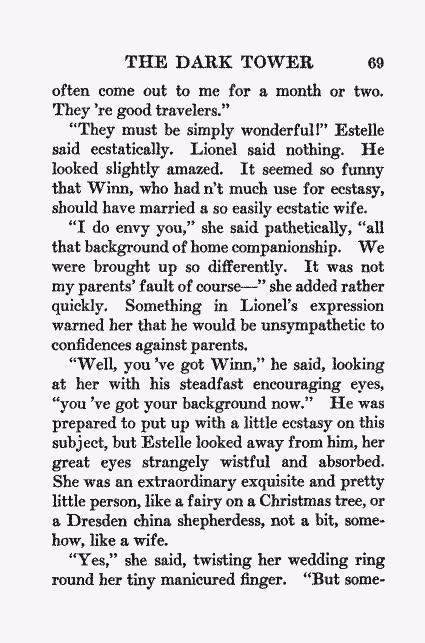 THE DARK TOWER 69
often come out to me for a month or two.
They 're good travelers."
"They must be simply wonderful!" Estelle
said ecstatically. Lionel said nothing. He
looked slightly amazed. It seemed so funny
that Winn, who had n't much use for ecstasy,
should have married a so easily ecstatic wife.
"I do envy you," she said pathetically, "all
that background of home companionship. We
were brought up so differently. It was not
my parents' fault of course—" she added rather
quickly. Something in Lionel's expression
warned her that he would be unsympathetic to
confidences against parents.
"Well, you 've got Winn," he said, looking
at her with his steadfast encouraging eyes,
"you 've got your background now." He was
prepared to put up with a little ecstasy on this
subject, but Estelle looked away from him, her
great eyes strangely wistful and absorbed.
She was an extraordinary exquisite and pretty
little person, like a fairy on a Christmas tree, or
a Dresden china shepherdess, not a bit, some-
how, like a wife.
"Yes," she said, twisting her wedding ring
round her tiny manicured finger. "But some-